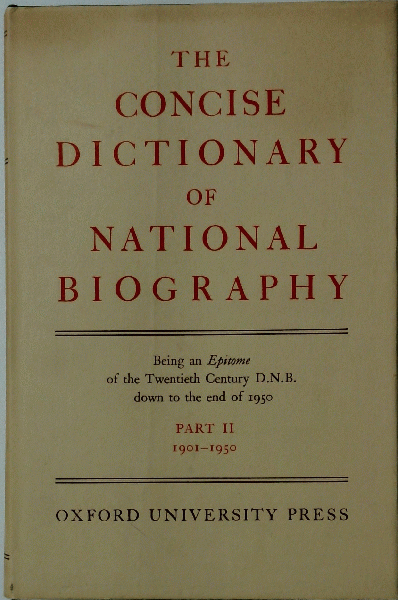 THE
CONCISE
DICTIONARY
OF
NATIONAL
BIOGRAPHY
Being an Epitome
of the Twentieth Century D.N.B.
down to the end of 1950
PART II
1901–1950
OXFORD UNIVERSITY PRESS